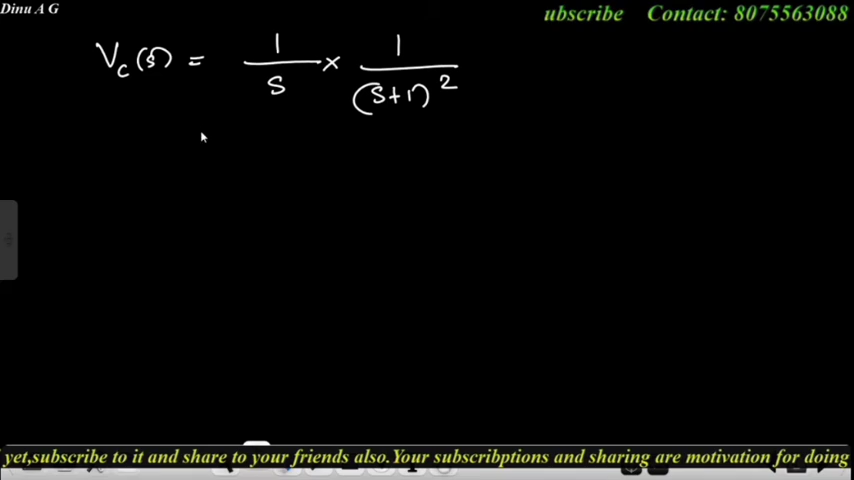 Dinu A G
ubscribe Contact: 8075563088
V_c(s) = 1/s × 1/(s+1)^2
yet,subscribe to it and share to your friends also.Your subscribptions and sharing are motivation for doing